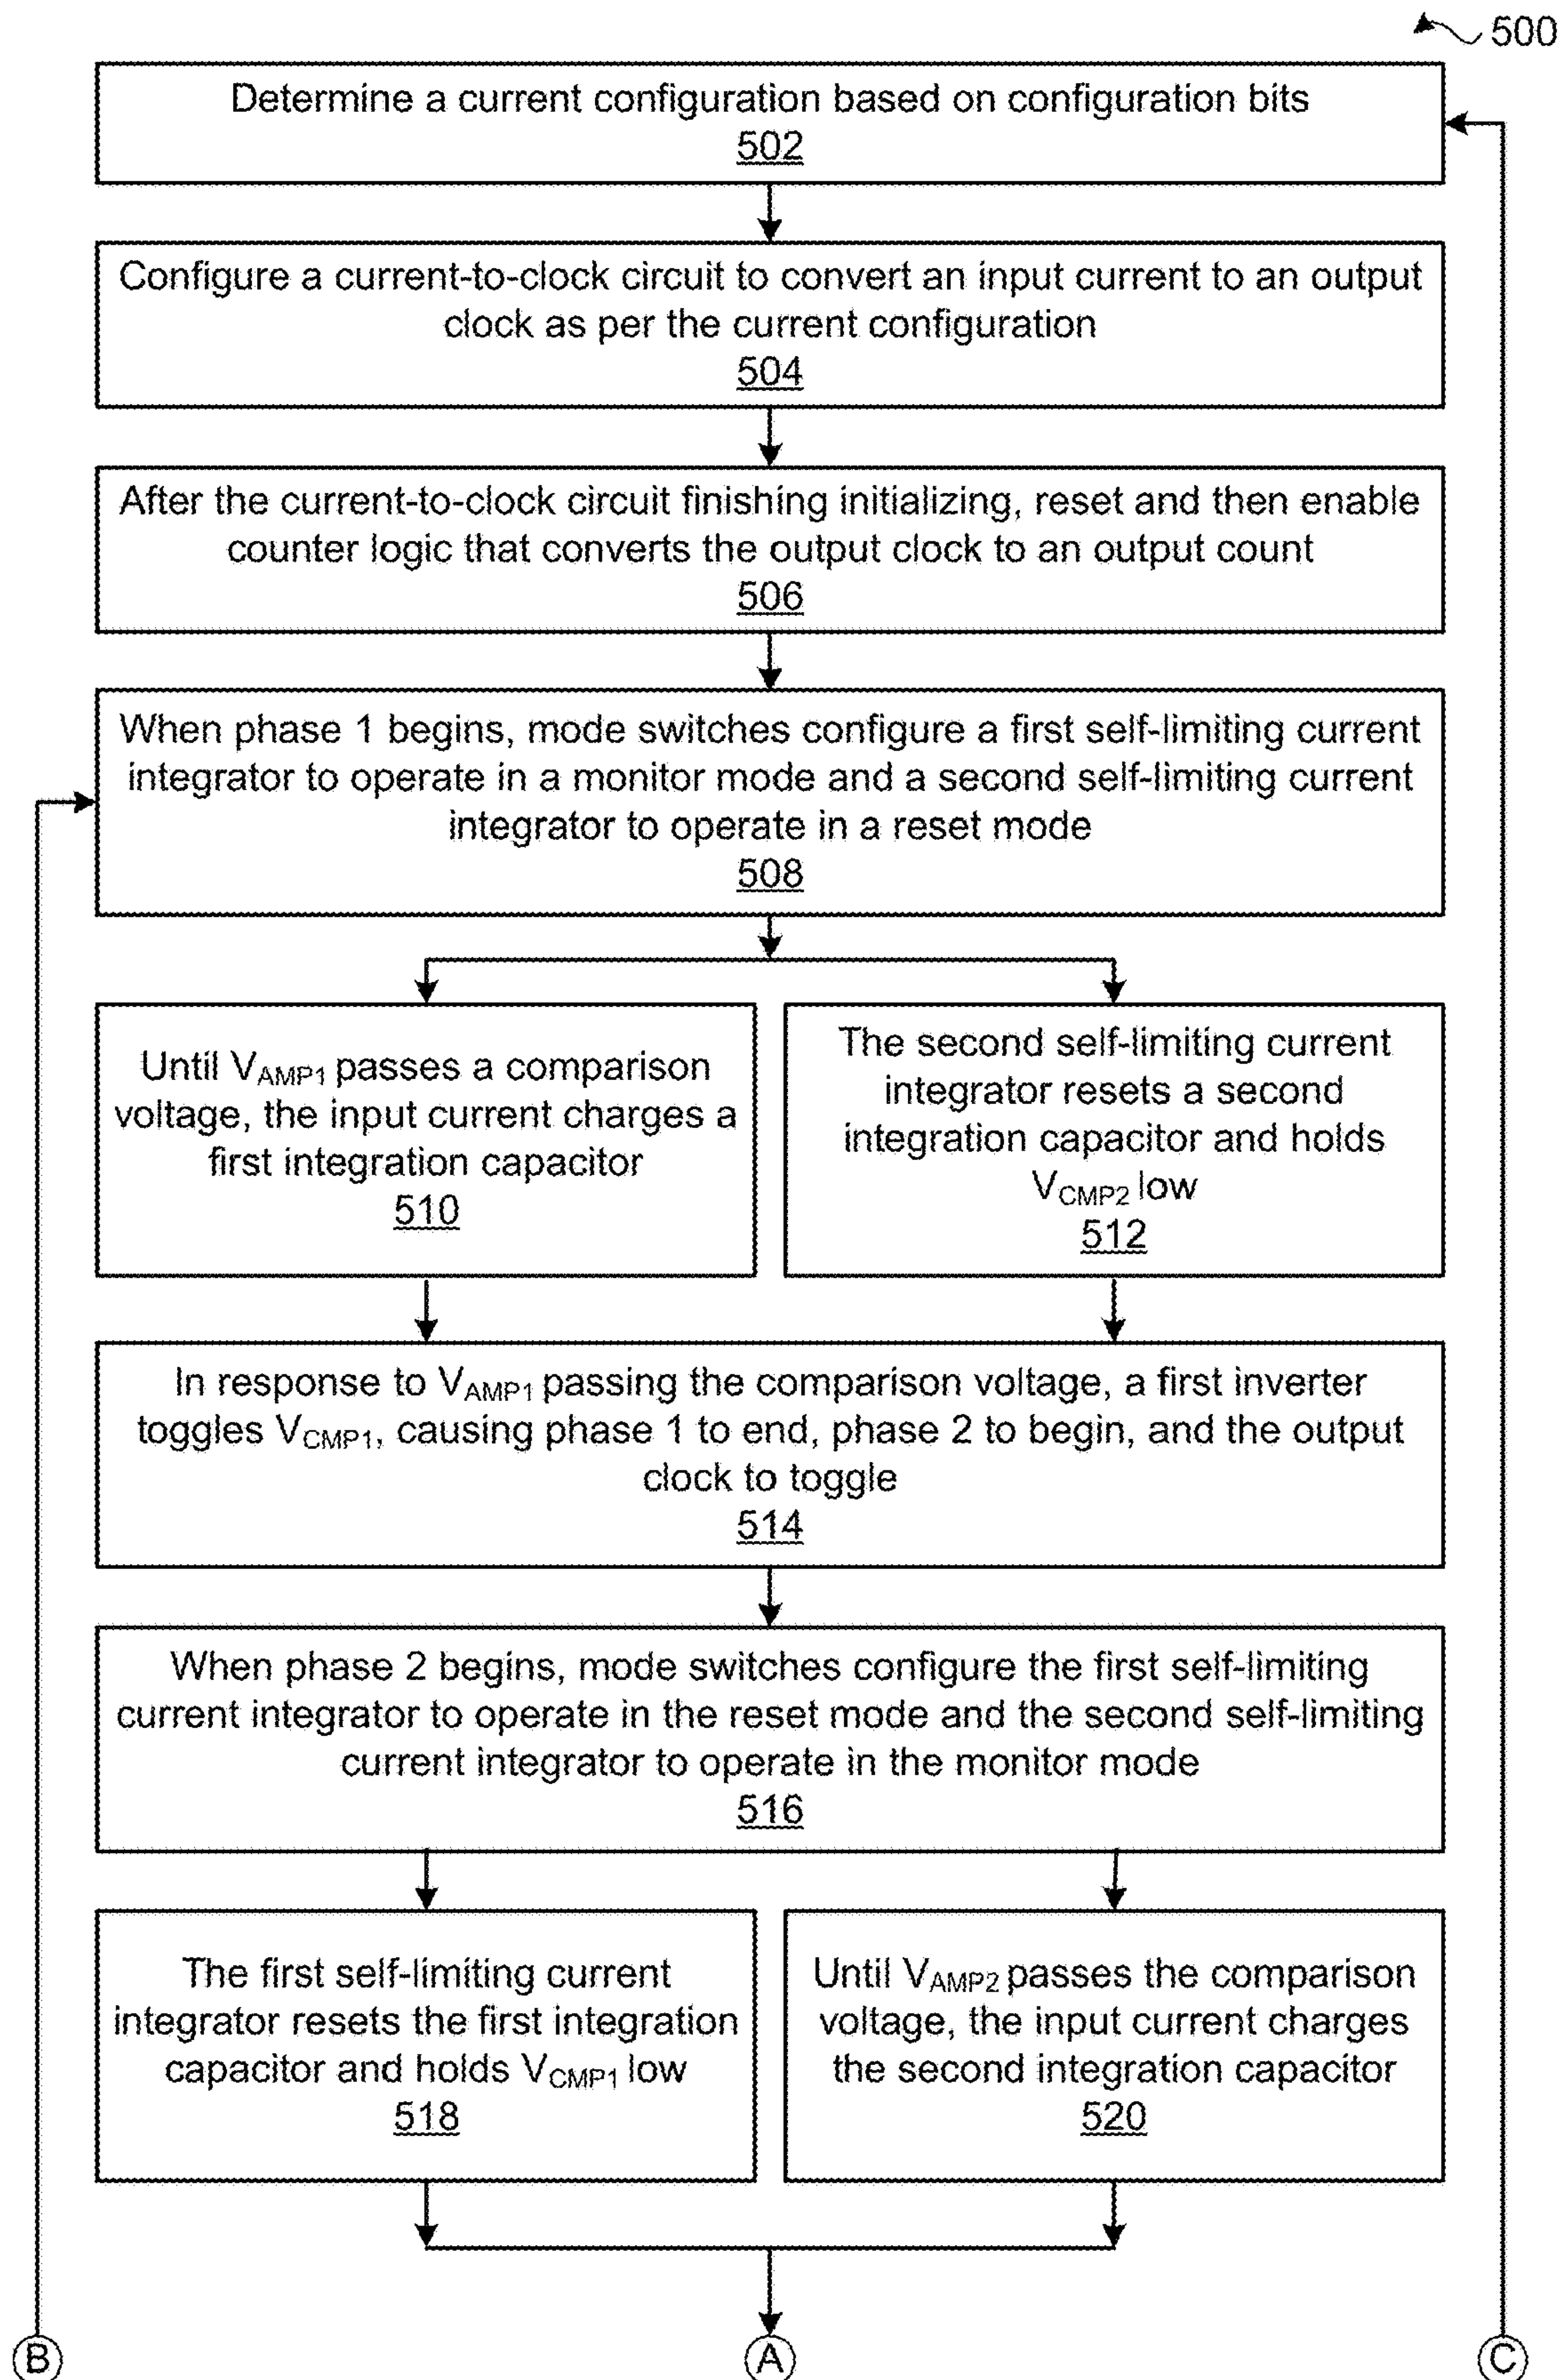 500
Determine a current configuration based on configuration bits
502
Configure a current-to-clock circuit to convert an input current to an output
clock as per the current configuration
504
After the current-to-clock circuit finishing initializing, reset and then enable
counter logic that converts the output clock to an output count
506
When phase 1 begins, mode switches configure a first self-limiting current
integrator to operate in a monitor mode and a second self-limiting current
integrator to operate in a reset mode
508
Until VAMP1 passes a comparison
voltage, the input current charges a
first integration capacitor
510
The second self-limiting current
integrator resets a second
integration capacitor and holds
VCMP2 low
512
In response to VAMP1 passing the comparison voltage, a first inverter
toggles VCMP1, causing phase 1 to end, phase 2 to begin, and the output
clock to toggle
514
When phase 2 begins, mode switches configure the first self-limiting
current integrator to operate in the reset mode and the second self-limiting
current integrator to operate in the monitor mode
516
The first self-limiting current
integrator resets the first integration
capacitor and holds VCMP1 low
518
Until VAMP2 passes the comparison
voltage, the input current charges
the second integration capacitor
520
B
A
C